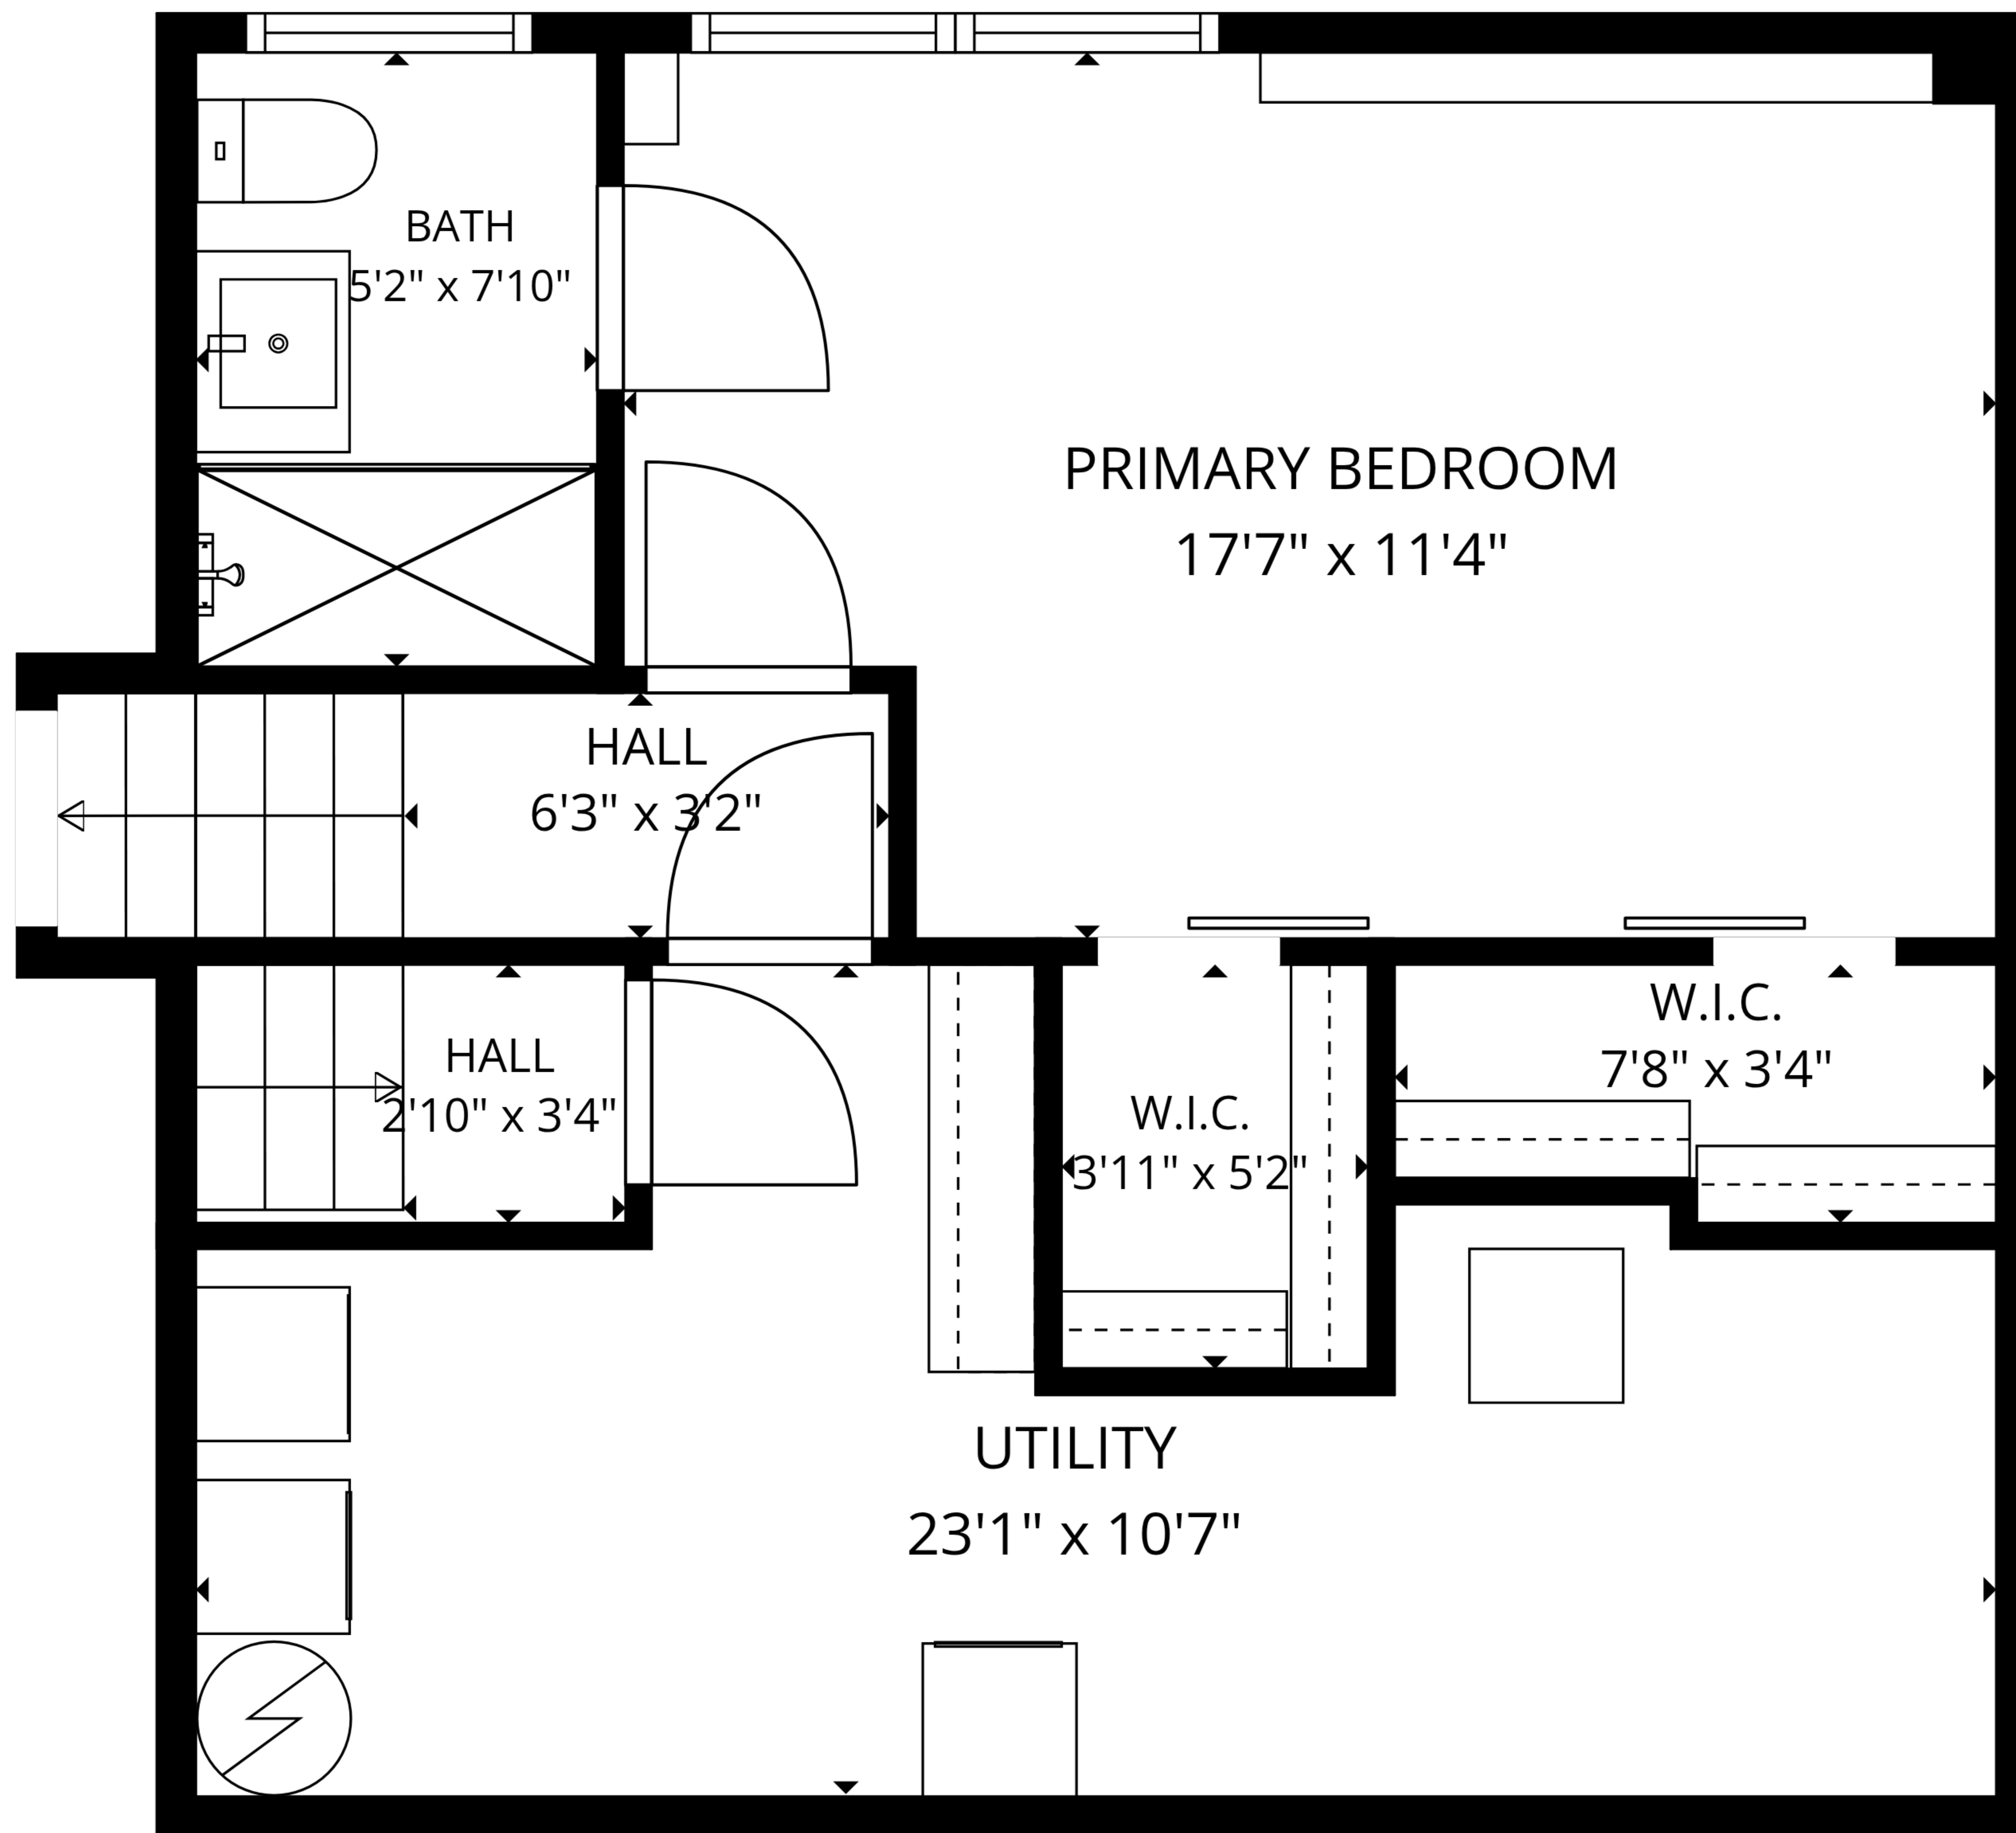 BATH
5'2" x 7'10"
PRIMARY BEDROOM
17'7" x 11'4"
HALL
6'3" x 3'2"
HALL
2'10" x 3'4"
W.I.C.
3'11" x 5'2"
W.I.C.
7'8" x 3'4"
UTILITY
23'1" x 10'7"